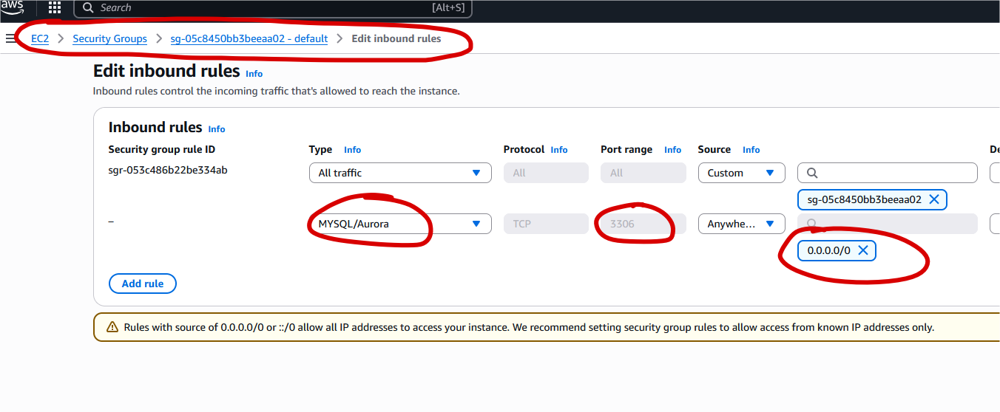 aws
Search [Alt+S]
EC2 > Security Groups > sg-05c8450bb3beeaa02 - default > Edit inbound rules
Edit inbound rules Info
Inbound rules control the incoming traffic that's allowed to reach the instance.
Inbound rules Info
Security group rule ID Type Info Protocol Info Port range Info Source Info De
sgr-053c486b22be334ab All traffic All All Custom
sg-05c8450bb3beeaa02
– MYSQL/Aurora TCP 3306 Anywhe...
0.0.0.0/0
Add rule
Rules with source of 0.0.0.0/0 or ::/0 allow all IP addresses to access your instance. We recommend setting security group rules to allow access from known IP addresses only.